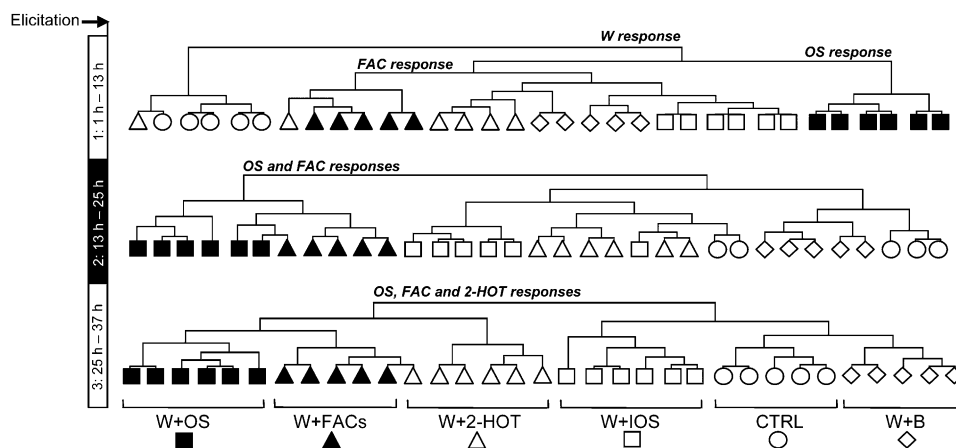 Elicitation
W response
OS response
FAC response
1: 1 h – 13 h
OS and FAC responses
2: 13 h – 25 h
OS, FAC and 2-HOT responses
3: 25 h – 37 h
W+OS W+FACs W+2-HOT W+IOS CTRL W+B